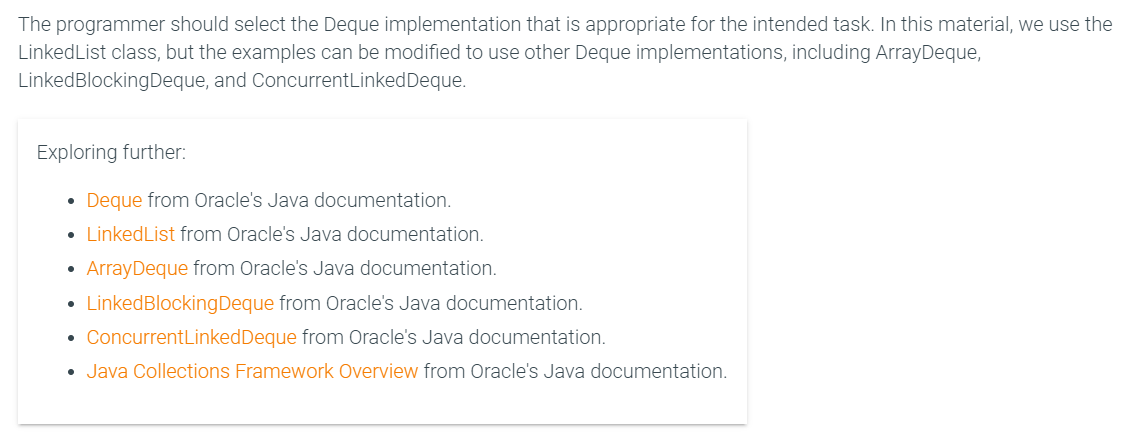 The programmer should select the Deque implementation that is appropriate for the intended task. In this material, we use the
LinkedList class, but the examples can be modified to use other Deque implementations, including ArrayDeque,
LinkedBlockingDeque, and ConcurrentLinkedDeque.
Exploring further:
• Deque from Oracle's Java documentation.
• LinkedList from Oracle's Java documentation.
• ArrayDeque from Oracle's Java documentation.
• LinkedBlockingDeque from Oracle's Java documentation.
• ConcurrentLinkedDeque from Oracle's Java documentation.
• Java Collections Framework Overview from Oracle's Java documentation.